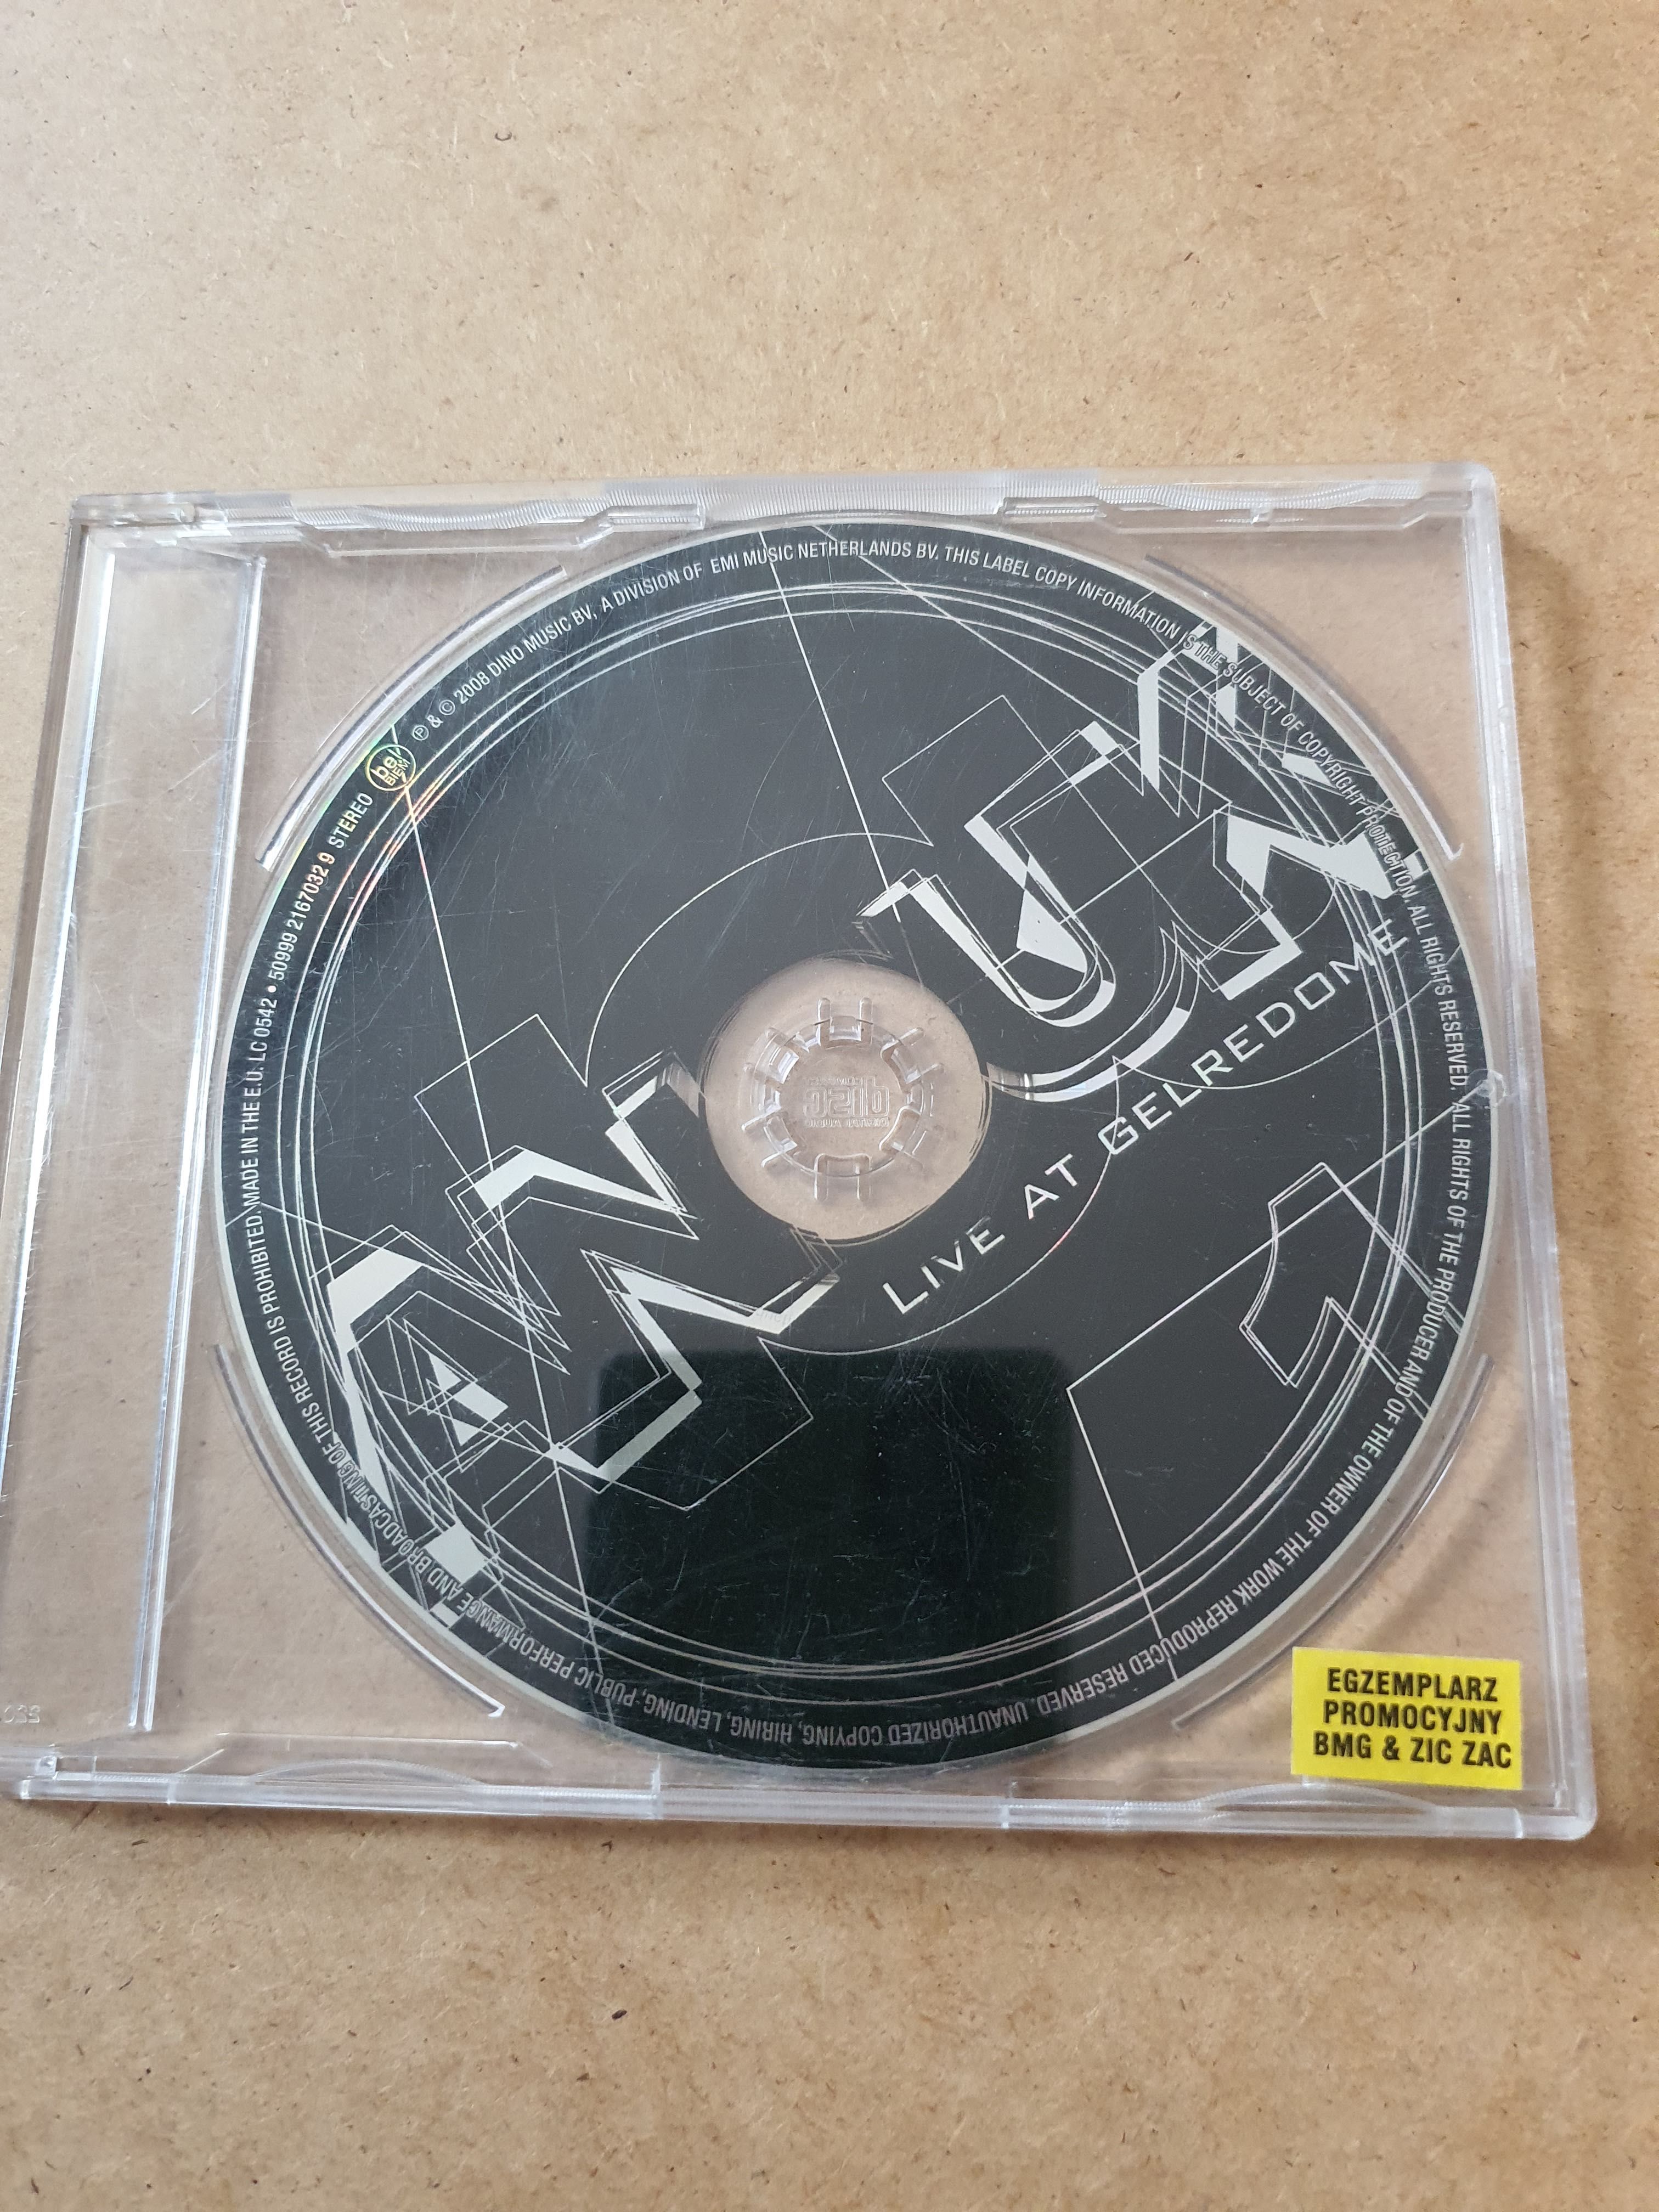 ANOUK
LIVE AT GELREDOME
℗ & © 2008 DINO MUSIC BV, A DIVISION OF EMI MUSIC NETHERLANDS BV. THIS LABEL COPY INFORMATION IS THE SUBJECT OF COPYRIGHT PROTECTION. ALL RIGHTS RESERVED. ALL RIGHTS OF THE PRODUCER AND OF THE OWNER OF THE WORK REPRODUCED RESERVED. UNAUTHORIZED COPYING, HIRING, LENDING, PUBLIC PERFORMANCE AND BROADCASTING OF THIS RECORD IS PROHIBITED. MADE IN THE E.U. LC 0542 • 50999 2167032 9 STEREO
BIEM
EGZEMPLARZ
PROMOCYJNY
BMG & ZIC ZAC